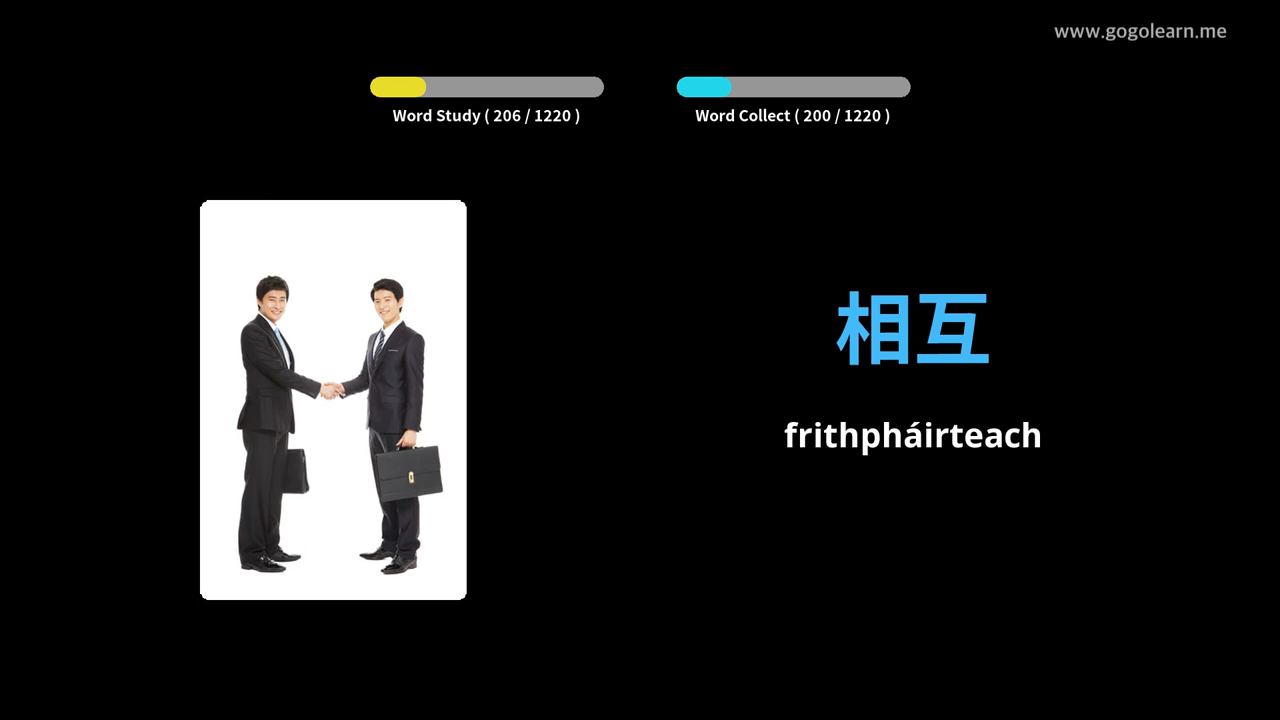 www.gogolearn.me
Word Study ( 206 / 1220 )
Word Collect ( 200 / 1220 )
相互
frithpháirteach